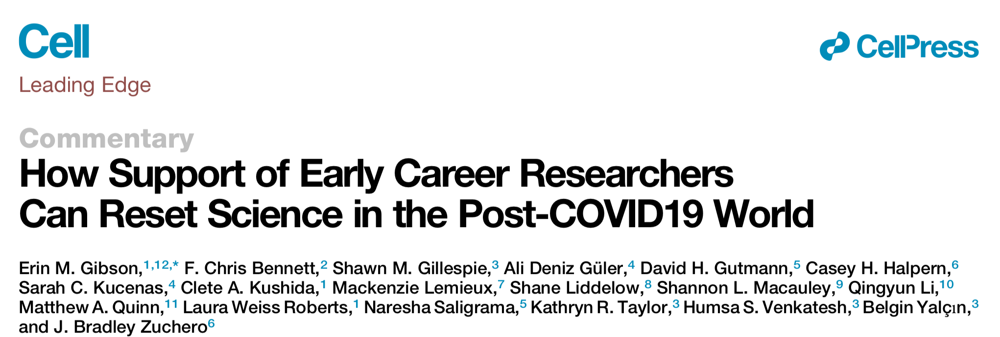 Cell
CellPress
Leading Edge
Commentary
How Support of Early Career Researchers
Can Reset Science in the Post-COVID19 World
Erin M. Gibson,1,12,* F. Chris Bennett,2 Shawn M. Gillespie,3 Ali Deniz Güler,4 David H. Gutmann,5 Casey H. Halpern,6
Sarah C. Kucenas,4 Clete A. Kushida,1 Mackenzie Lemieux,7 Shane Liddelow,8 Shannon L. Macauley,9 Qingyun Li,10
Matthew A. Quinn,11 Laura Weiss Roberts,1 Naresha Saligrama,5 Kathryn R. Taylor,3 Humsa S. Venkatesh,3 Belgin Yalçın,3
and J. Bradley Zuchero6